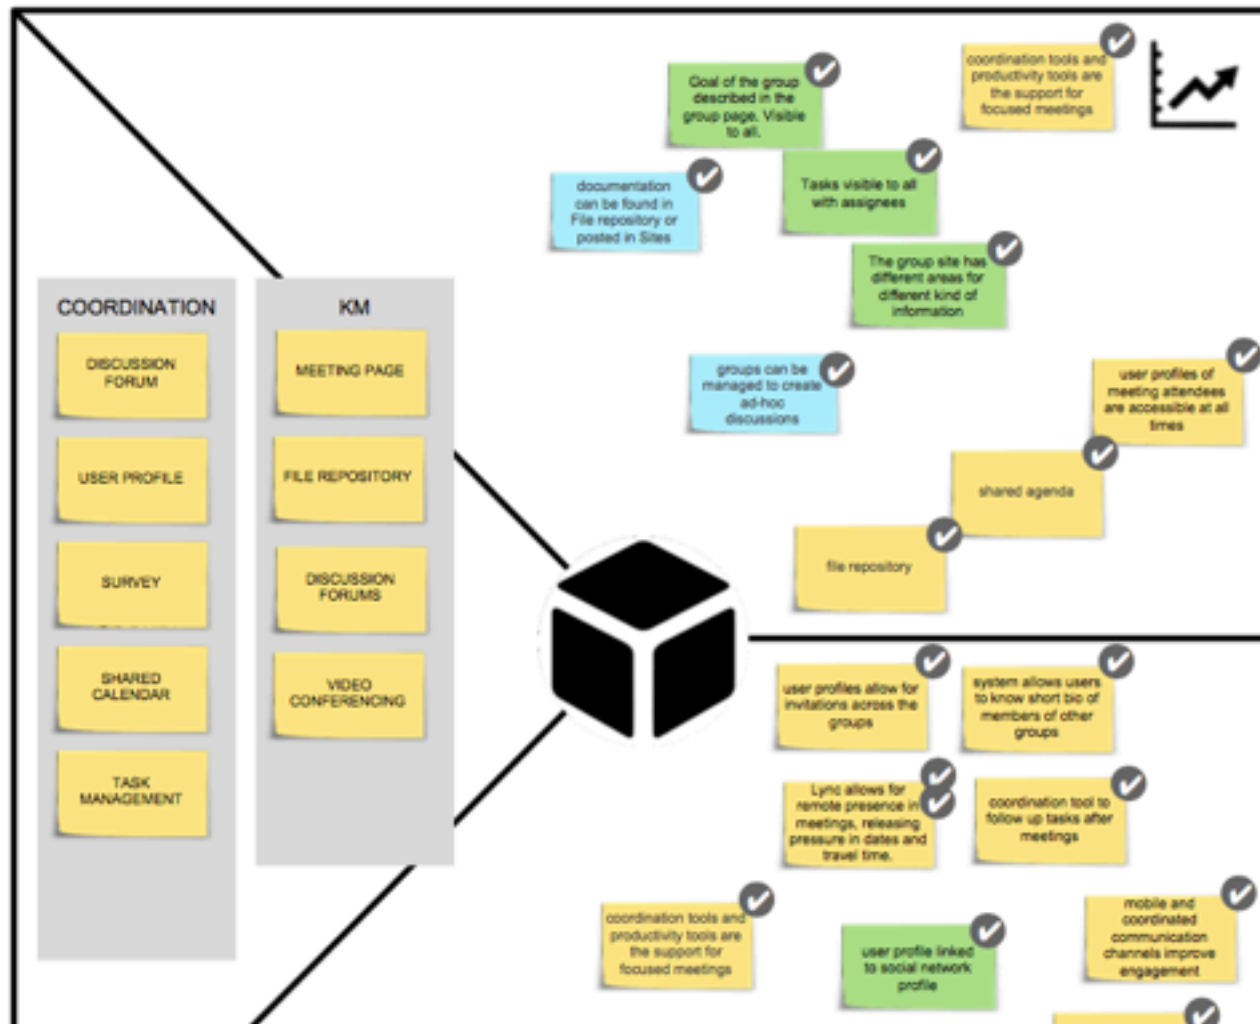 Goal of the group
described in the
group page. Visible
to all.
coordination tools and
productivity tools are
the support for
focused meetings
documentation
can be found in
File repository or
posted in Sites
Tasks visible to all
with assignees
The group site has
different areas for
different kind of
information
groups can be
managed to create
ad-hoc
discussions
user profiles of
meeting attendees
are accessible at all
times
shared agenda
file repository
COORDINATION
DISCUSSION
FORUM
USER PROFILE
SURVEY
SHARED
CALENDAR
TASK
MANAGEMENT
KM
MEETING PAGE
FILE REPOSITORY
DISCUSSION
FORUMS
VIDEO
CONFERENCING
user profiles allow for
invitations across the
groups
system allows users
to know short bio of
members of other
groups
Lync allows for
remote presence in
meetings, releasing
pressure in dates and
travel time.
coordination tool to
follow up tasks after
meetings
coordination tools and
productivity tools are
the support for
focused meetings
user profile linked
to social network
profile
mobile and
coordinated
communication
channels improve
engagement